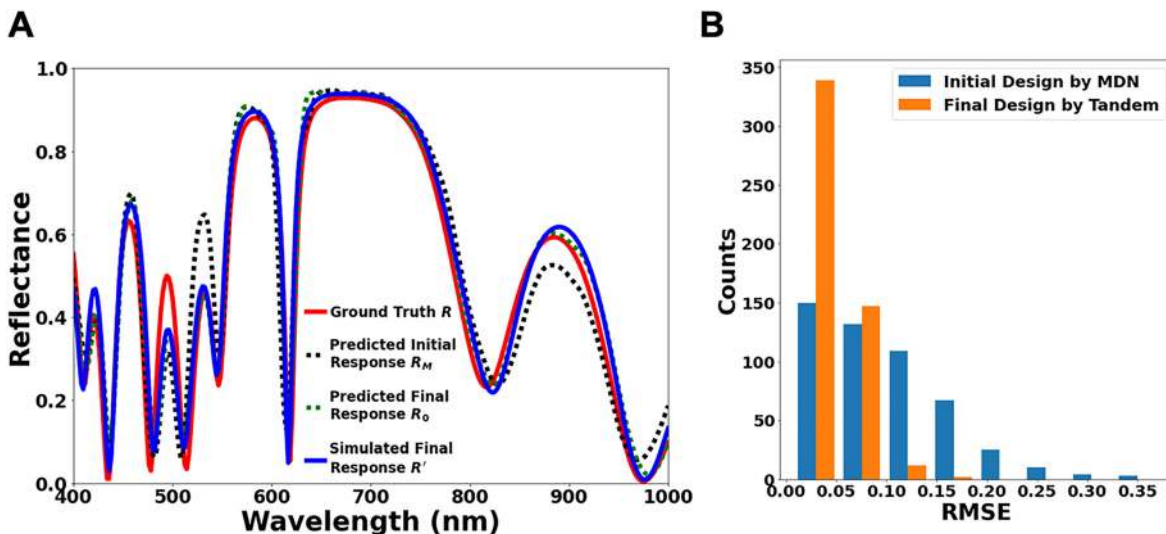 A
Reflectance
1.0
0.8
0.6
0.4
0.2
0.0
400
500
600
700
800
900
1000
Wavelength (nm)
Ground Truth R
Predicted Initial
Response R_M
Predicted Final
Response R_0
Simulated Final
Response R'
B
Counts
350
300
250
200
150
100
50
0
0.00
0.05
0.10
0.15
0.20
0.25
0.30
0.35
RMSE
Initial Design by MDN
Final Design by Tandem